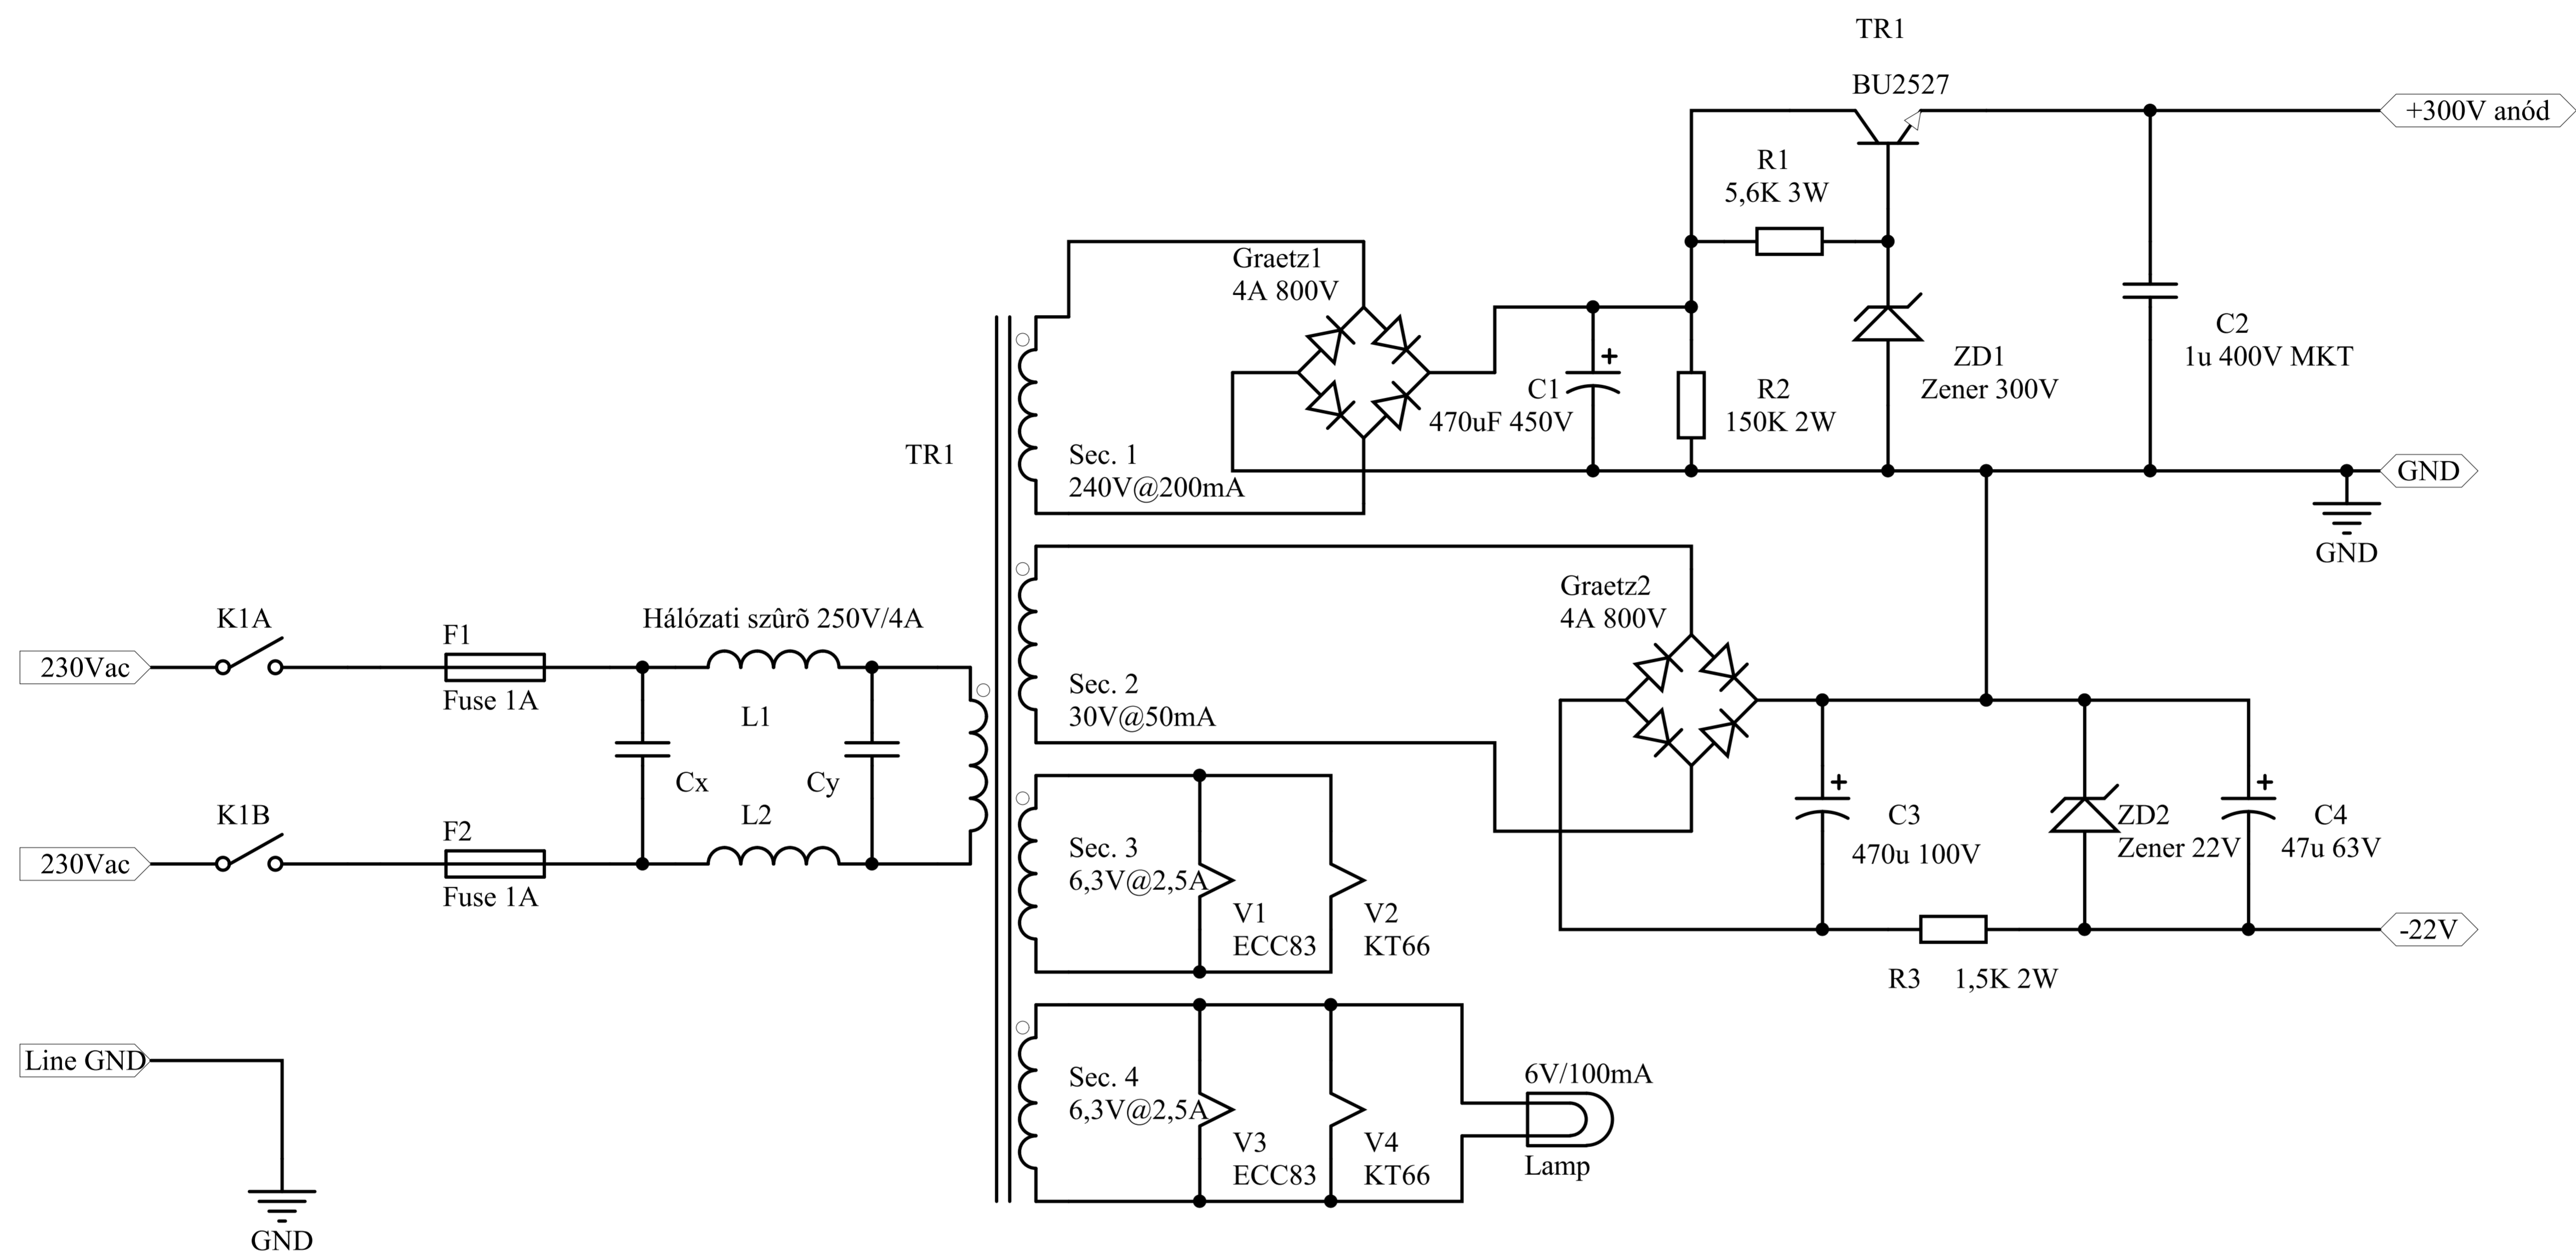 TR1
BU2527
+300V anód
R1
5,6K 3W
Graetz1
4A 800V
C2
1u 400V MKT
ZD1
Zener 300V
+
C1
470uF 450V
R2
150K 2W
TR1
Sec. 1
240V@200mA
GND
GND
Graetz2
4A 800V
K1A
F1
Hálózati szûrõ 250V/4A
230Vac
Fuse 1A
L1
Sec. 2
30V@50mA
Cx
Cy
K1B
F2
L2
230Vac
Fuse 1A
+
C3
470u 100V
ZD2
Zener 22V
+
C4
47u 63V
Sec. 3
6,3V@2,5A
V1
ECC83
V2
KT66
-22V
R3
1,5K 2W
Line GND
GND
Sec. 4
6,3V@2,5A
V3
ECC83
V4
KT66
6V/100mA
Lamp